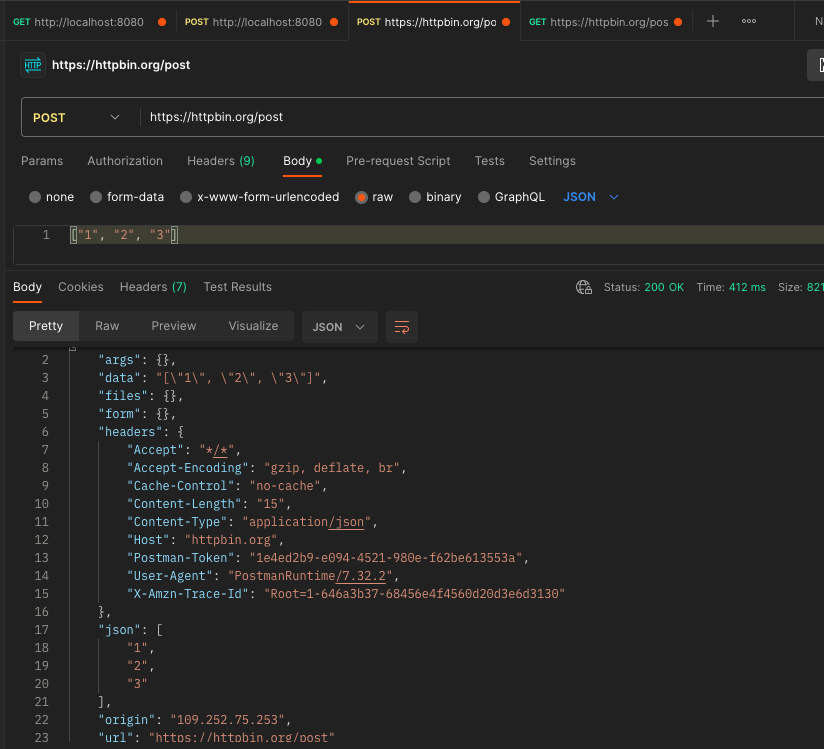 GET http://localhost:8080 POST http://localhost:8080 POST https://httpbin.org/po GET https://httpbin.org/pos N
HTTP https://httpbin.org/post
POST https://httpbin.org/post
Params Authorization Headers (9) Body Pre-request Script Tests Settings
none form-data x-www-form-urlencoded raw binary GraphQL JSON
1 ["1", "2", "3"]
Body Cookies Headers (7) Test Results Status: 200 OK Time: 412 ms Size: 821
Pretty Raw Preview Visualize JSON
2 "args": {},
3 "data": "[\"1\", \"2\", \"3\"]",
4 "files": {},
5 "form": {},
6 "headers": {
7 "Accept": "*/*",
8 "Accept-Encoding": "gzip, deflate, br",
9 "Cache-Control": "no-cache",
10 "Content-Length": "15",
11 "Content-Type": "application/json",
12 "Host": "httpbin.org",
13 "Postman-Token": "1e4ed2b9-e094-4521-980e-f62be613553a",
14 "User-Agent": "PostmanRuntime/7.32.2",
15 "X-Amzn-Trace-Id": "Root=1-646a3b37-68456e4f4560d20d3e6d3130"
16 },
17 "json": [
18 "1",
19 "2",
20 "3"
21 ],
22 "origin": "109.252.75.253",
23 "url": "https://httpbin.org/post"